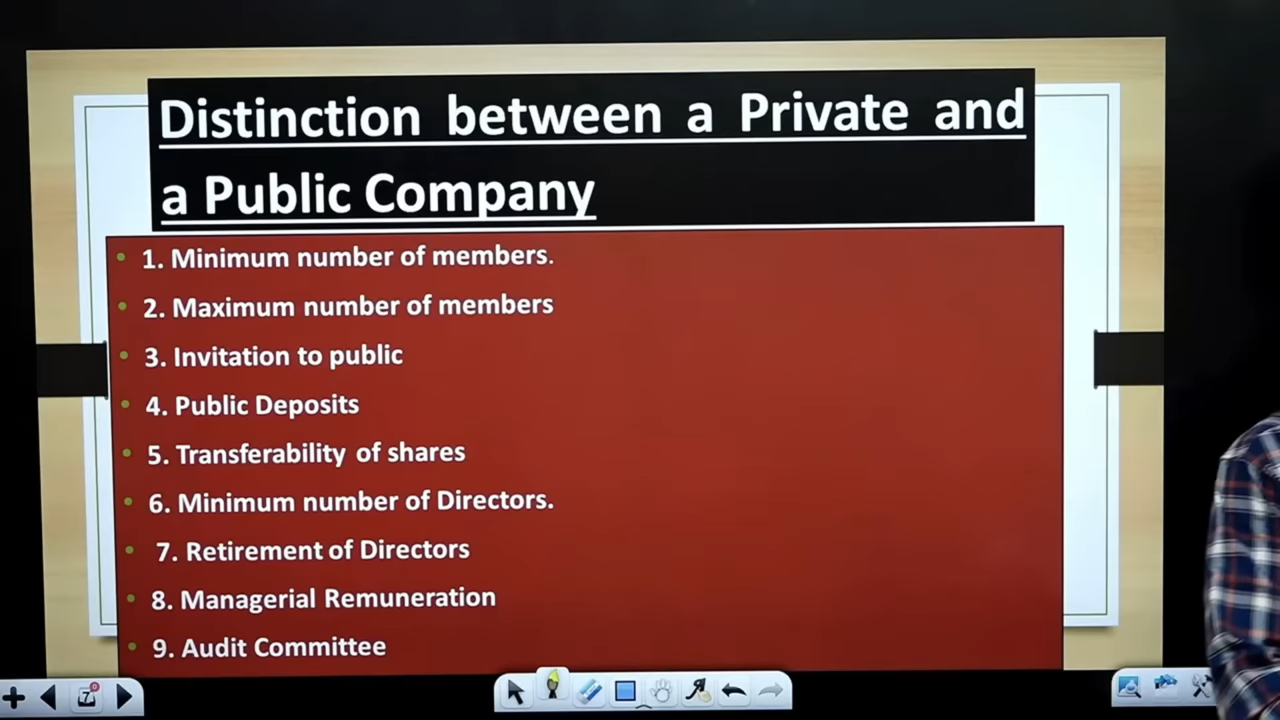 Distinction between a Private and
a Public Company
• 1. Minimum number of members.
• 2. Maximum number of members
• 3. Invitation to public
• 4. Public Deposits
• 5. Transferability of shares
• 6. Minimum number of Directors.
• 7. Retirement of Directors
• 8. Managerial Remuneration
• 9. Audit Committee
7